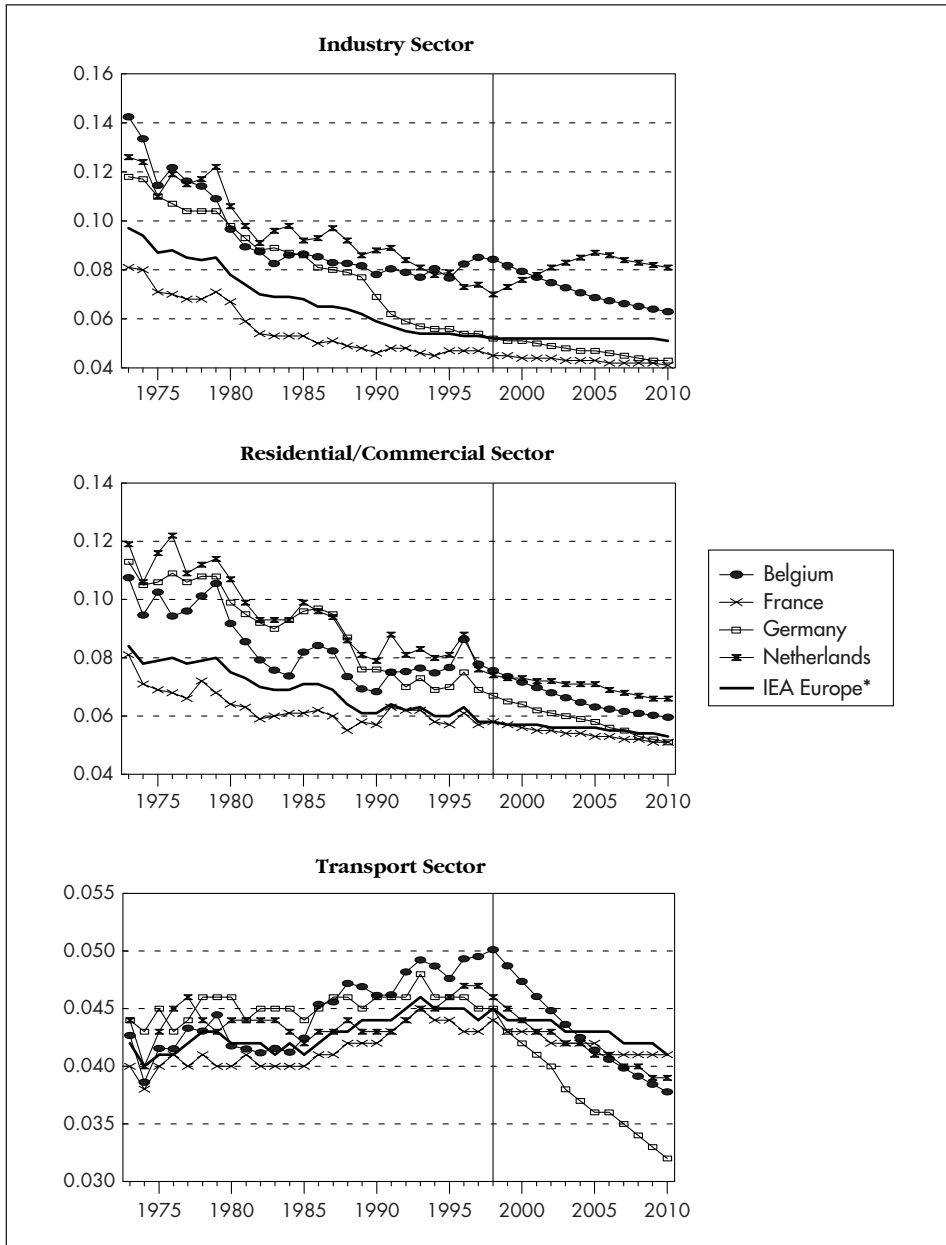 Industry Sector
0.16
0.14
0.12
0.10
0.08
0.06
0.04
1975 1980 1985 1990 1995 2000 2005 2010
Residential/Commercial Sector
0.14
0.12
0.10
0.08
0.06
0.04
1975 1980 1985 1990 1995 2000 2005 2010
Belgium
France
Germany
Netherlands
IEA Europe*
Transport Sector
0.055
0.050
0.045
0.040
0.035
0.030
1975 1980 1985 1990 1995 2000 2005 2010